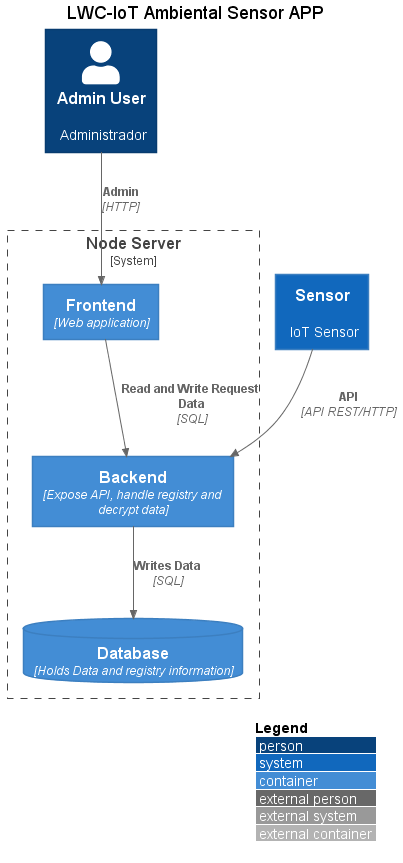 LWC-IoT Ambiental Sensor APP
Admin User
Administrador
Admin
[HTTP]
Node Server
[System]
Frontend
[Web application]
Sensor
IoT Sensor
Read and Write Request
Data
[SQL]
API
[API REST/HTTP]
Backend
[Expose API, handle registry and
decrypt data]
Writes Data
[SQL]
Database
[Holds Data and registry information]
Legend
person
system
container
external person
external system
external container